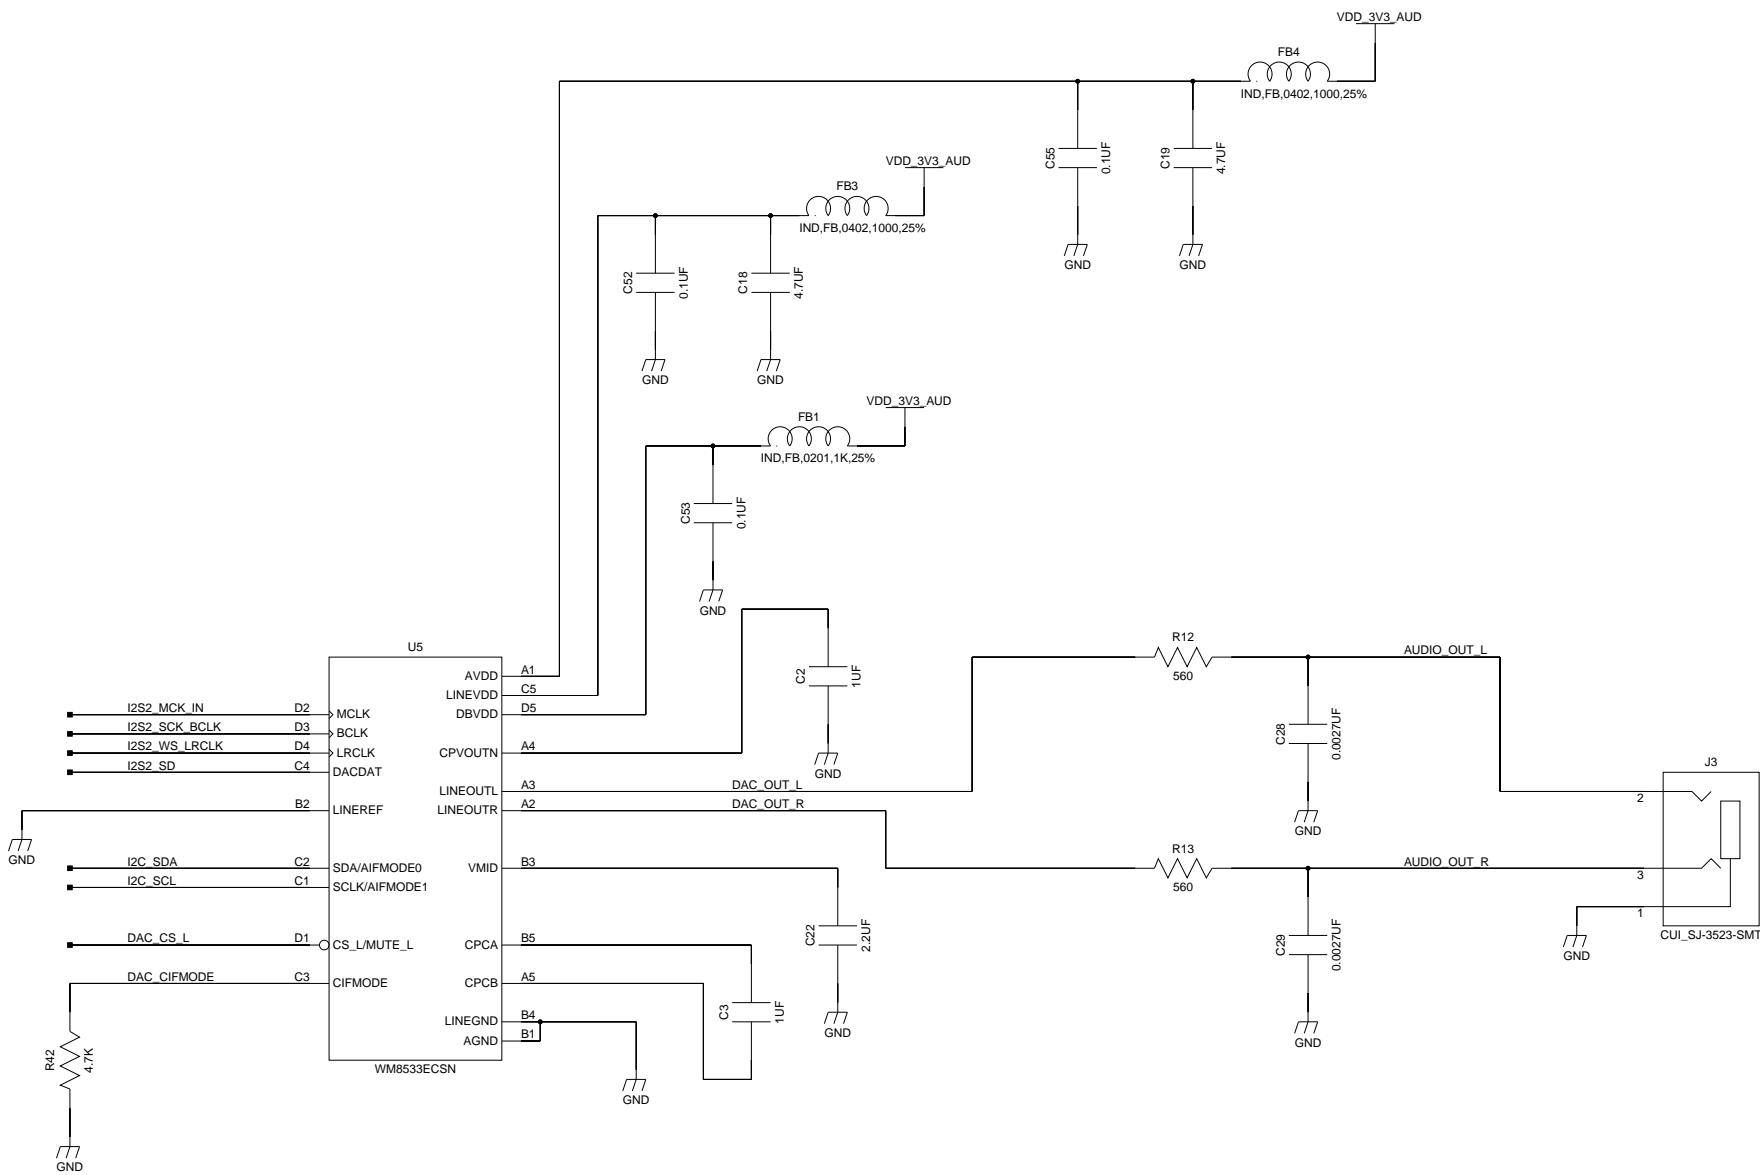 VDD_3V3_AUD
FB4
IND,FB,0402,1000,25%
C55
0.1UF
C19
4.7UF
GND
GND
VDD_3V3_AUD
FB3
IND,FB,0402,1000,25%
C52
0.1UF
C18
4.7UF
GND
GND
VDD_3V3_AUD
FB1
IND,FB,0201,1K,25%
C53
0.1UF
GND
U5
AVDD A1
LINEVDD C5
I2S2_MCK_IN D2 MCLK
DBVDD D5
I2S2_SCK_BCLK D3 BCLK
I2S2_WS_LRCLK D4 LRCLK
CPVOUTN A4
I2S2_SD C4 DACDAT
LINEOUTL A3 DAC_OUT_L
B2 LINEREF
LINEOUTR A2 DAC_OUT_R
GND
I2C_SDA C2 SDA/AIFMODE0
VMID B3
I2C_SCL C1 SCLK/AIFMODE1
DAC_CS_L D1 CS_L/MUTE_L
CPCA B5
DAC_CIFMODE C3 CIFMODE
CPCB A5
LINEGND B4
AGND B1
WM8533ECSN
R42
4.7K
GND
C2
1UF
GND
C22
2.2UF
GND
C3
1UF
GND
R12
560
AUDIO_OUT_L
C28
0.0027UF
GND
R13
560
AUDIO_OUT_R
C29
0.0027UF
GND
J3
2
3
1
GND
CUI_SJ-3523-SMT